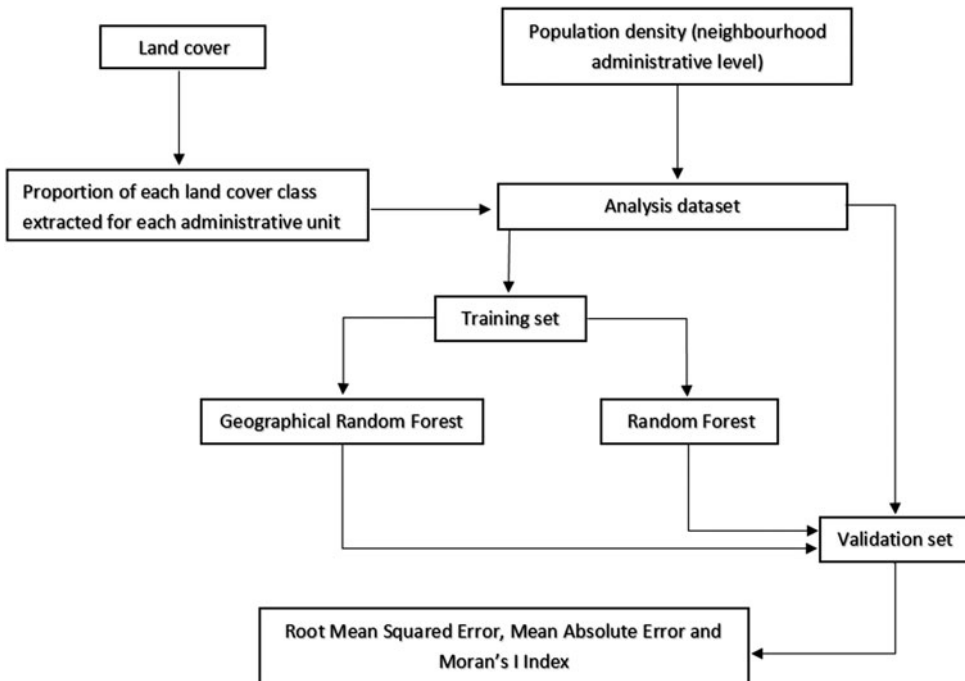 Land cover
Population density (neighbourhood
administrative level)
Proportion of each land cover class
extracted for each administrative unit
Analysis dataset
Training set
Geographical Random Forest
Random Forest
Validation set
Root Mean Squared Error, Mean Absolute Error and
Moran's I Index